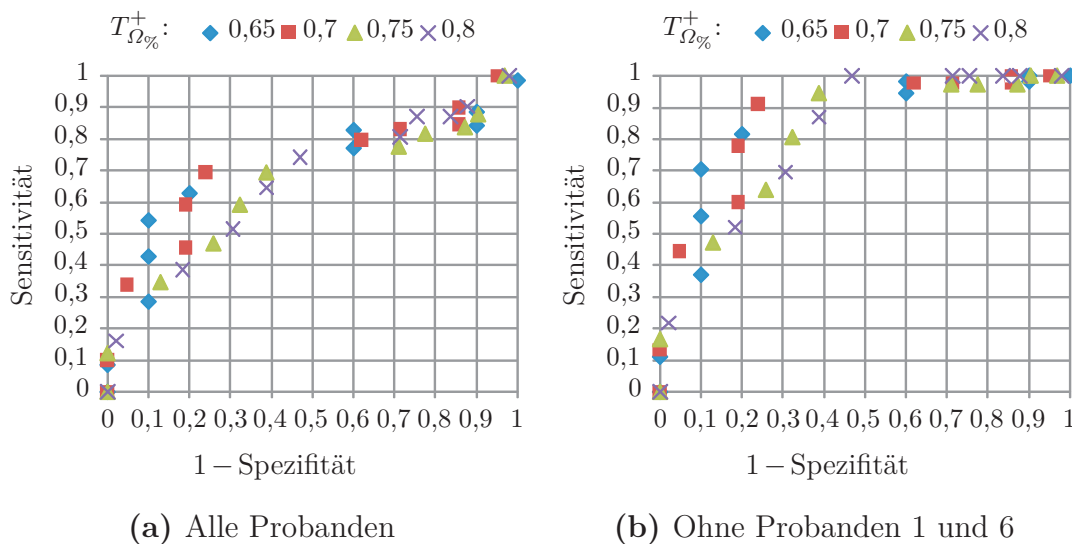 T⁺Ω%: 0,65 0,7 0,75 0,8
1
0,9
0,8
0,7
0,6
0,5
0,4
0,3
0,2
0,1
0
Sensitivität
0 0,1 0,2 0,3 0,4 0,5 0,6 0,7 0,8 0,9 1
1 – Spezifität
(a) Alle Probanden
T⁺Ω%: 0,65 0,7 0,75 0,8
1
0,9
0,8
0,7
0,6
0,5
0,4
0,3
0,2
0,1
0
Sensitivität
0 0,1 0,2 0,3 0,4 0,5 0,6 0,7 0,8 0,9 1
1 – Spezifität
(b) Ohne Probanden 1 und 6